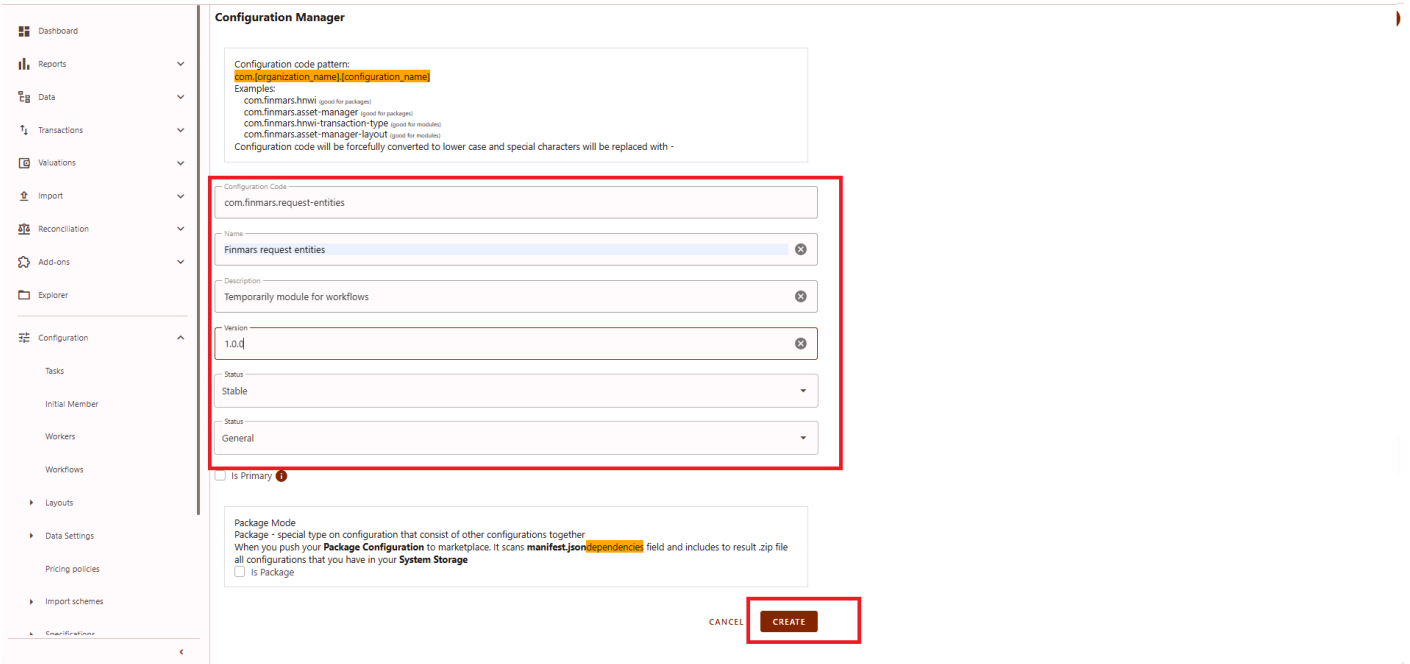 Configuration Manager
Dashboard
Reports
Data
Transactions
Valuations
Import
Reconciliation
Add-ons
Explorer
Configuration
Tasks
Initial Member
Workers
Workflows
Layouts
Data Settings
Pricing policies
Import schemes
Specifications
Configuration code pattern:
com.[organization_name].[configuration_name]
Examples:
com.finmars.hnwi (good for packages)
com.finmars.asset-manager (good for packages)
com.finmars.hnwi-transaction-type (good for modules)
com.finmars.asset-manager-layout (good for modules)
Configuration code will be forcefully converted to lower case and special characters will be replaced with -
Configuration Code
com.finmars.request-entities
Name
Finmars request entities
Description
Temporarily module for workflows
Version
1.0.0
Status
Stable
Status
General
Is Primary i
Package Mode
Package - special type on configuration that consist of other configurations together
When you push your Package Configuration to marketplace. It scans manifest.jsondependencies field and includes to result .zip file
all configurations that you have in your System Storage
Is Package
CANCEL
CREATE